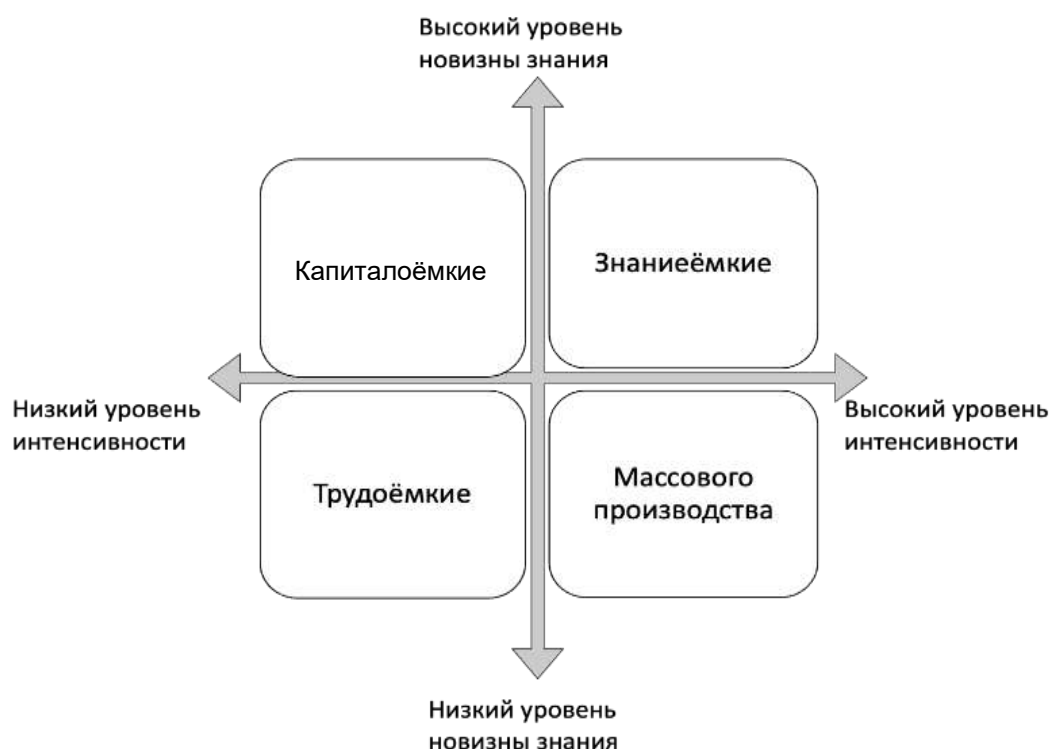 Высокий уровень
новизны знания
Капиталоёмкие
Знаниеёмкие
Низкий уровень
интенсивности
Высокий уровень
интенсивности
Трудоёмкие
Массового
производства
Низкий уровень
новизны знания